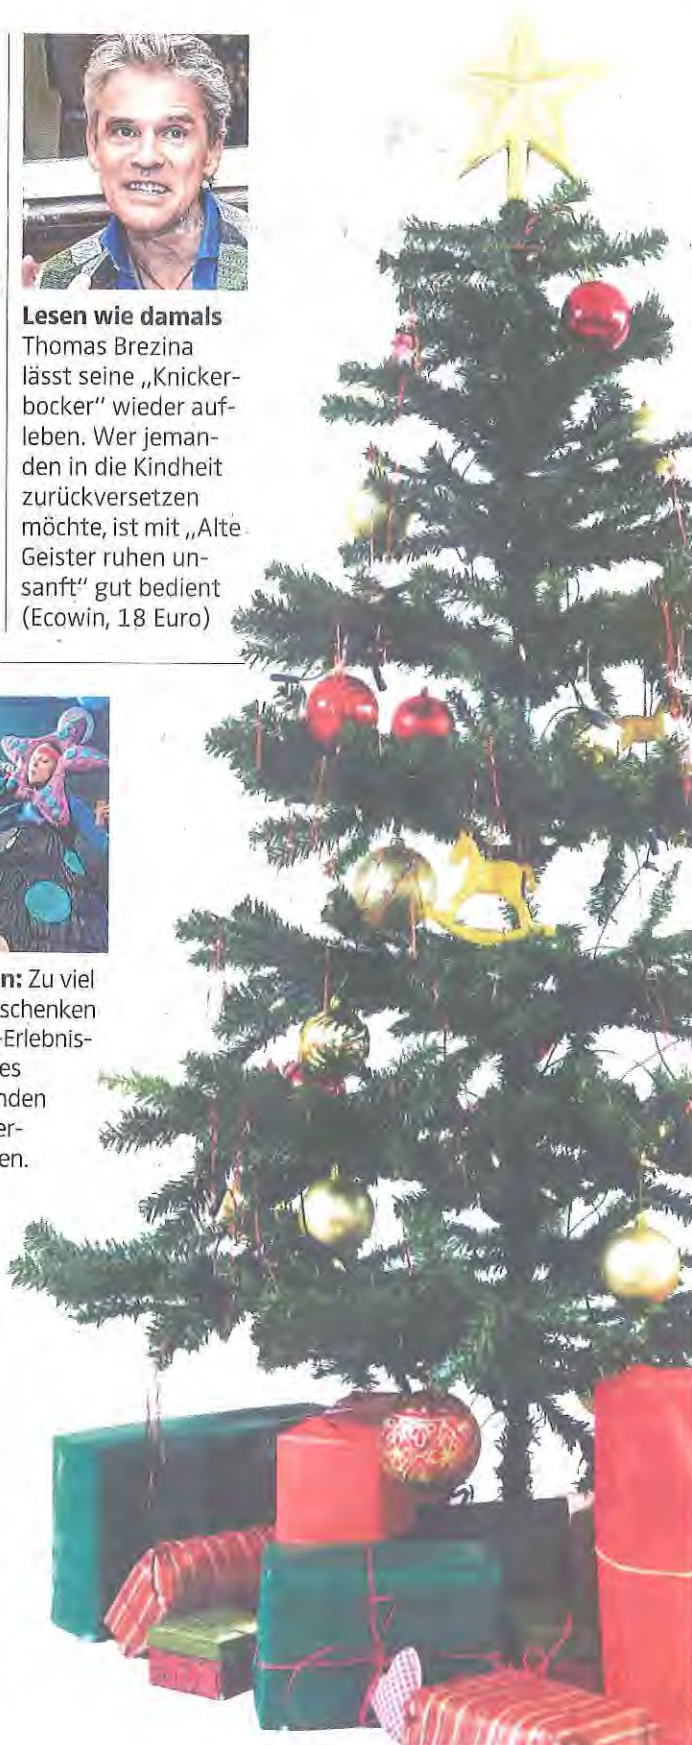 Lesen wie damals
Thomas Brezina
lässt seine „Knicker-
bocker" wieder auf-
leben. Wer jeman-
den in die Kindheit
zurückversetzen
möchte, ist mit „Alte
Geister ruhen un-
sanft" gut bedient
(Ecowin, 18 Euro)
n: Zu viel
schenken
-Erlebnis-
es
nden
er-
en.